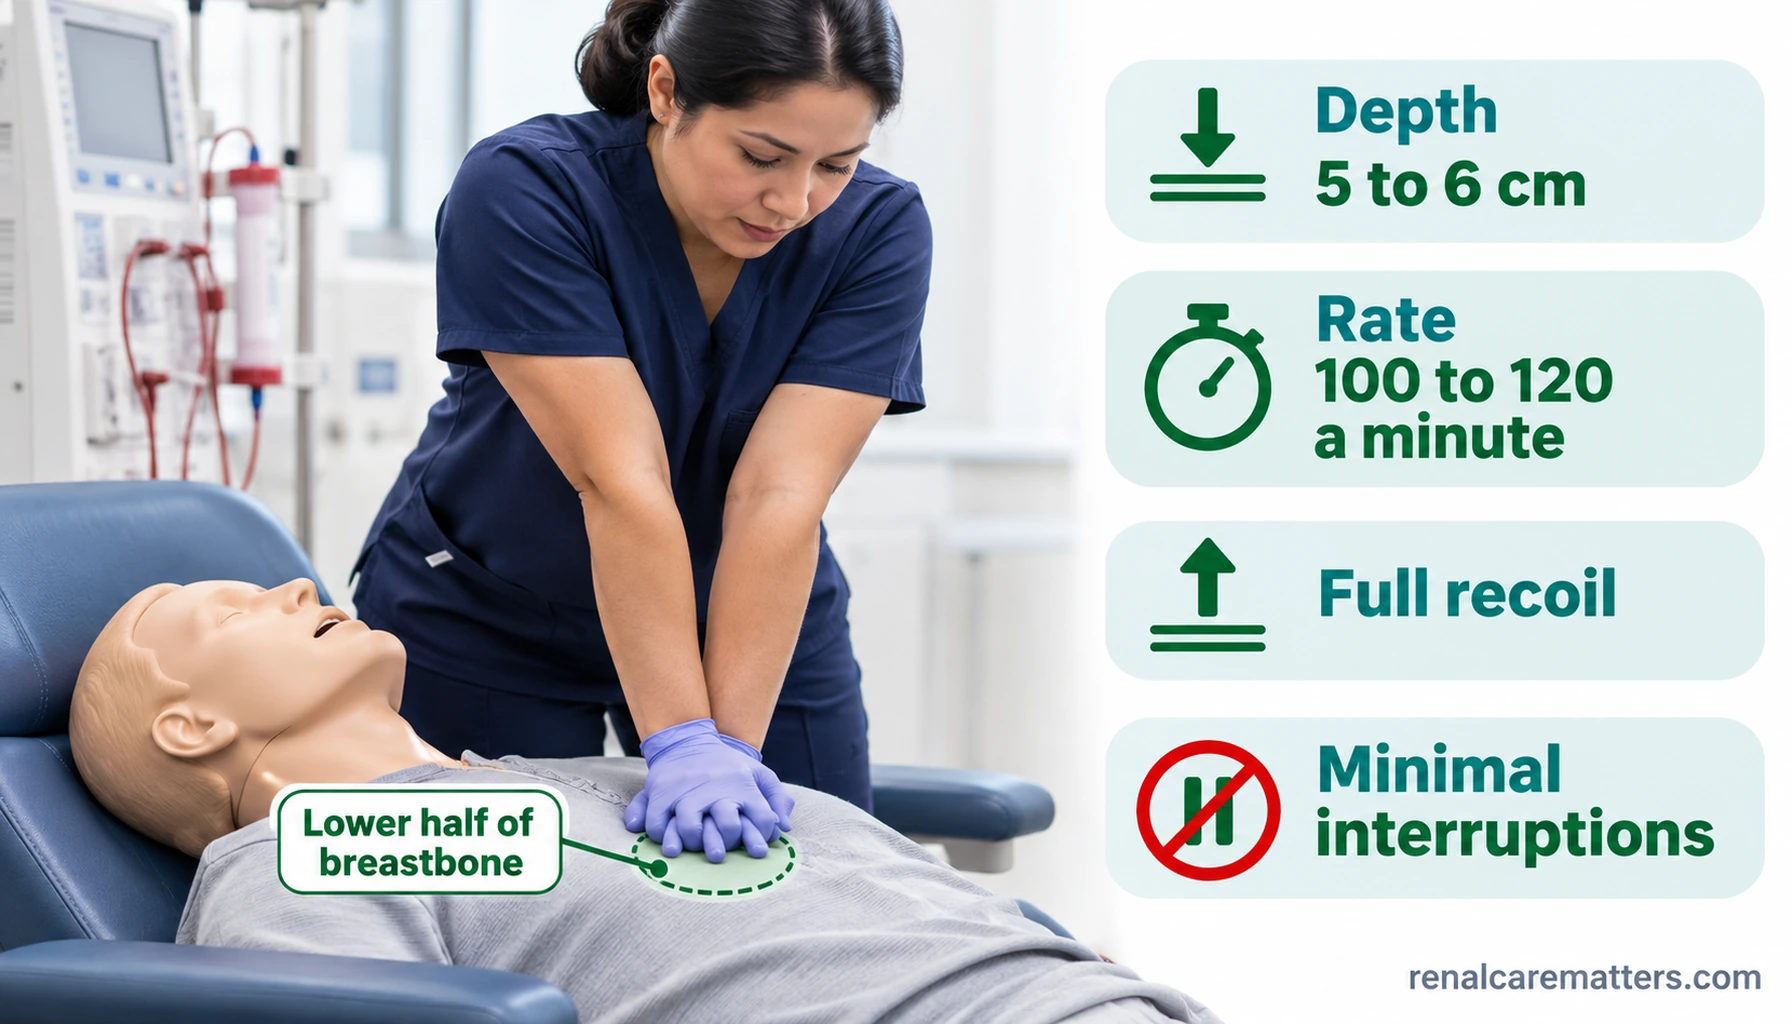 Depth
5 to 6 cm
Rate
100 to 120
a minute
Full recoil
Minimal
interruptions
Lower half of
breastbone
renalcarematters.com